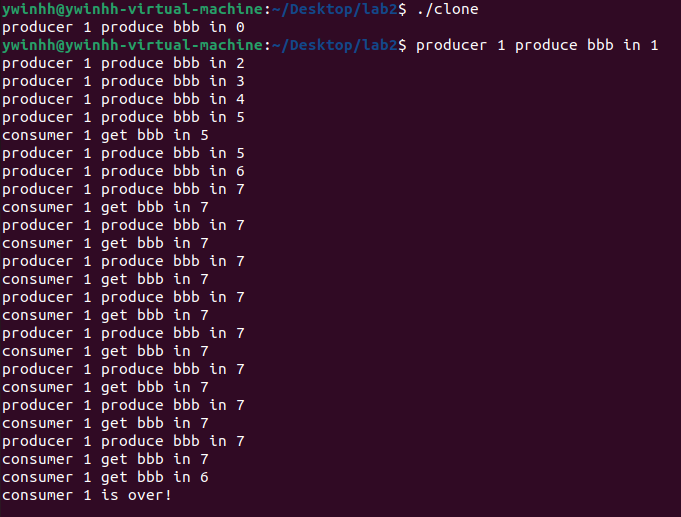 ywinhh@ywinhh-virtual-machine:~/Desktop/lab2$ ./clone
producer 1 produce bbb in 0
ywinhh@ywinhh-virtual-machine:~/Desktop/lab2$ producer 1 produce bbb in 1
producer 1 produce bbb in 2
producer 1 produce bbb in 3
producer 1 produce bbb in 4
producer 1 produce bbb in 5
consumer 1 get bbb in 5
producer 1 produce bbb in 5
producer 1 produce bbb in 6
producer 1 produce bbb in 7
consumer 1 get bbb in 7
producer 1 produce bbb in 7
consumer 1 get bbb in 7
producer 1 produce bbb in 7
consumer 1 get bbb in 7
producer 1 produce bbb in 7
consumer 1 get bbb in 7
producer 1 produce bbb in 7
consumer 1 get bbb in 7
producer 1 produce bbb in 7
consumer 1 get bbb in 7
producer 1 produce bbb in 7
consumer 1 get bbb in 7
producer 1 produce bbb in 7
consumer 1 get bbb in 7
consumer 1 get bbb in 6
consumer 1 is over!